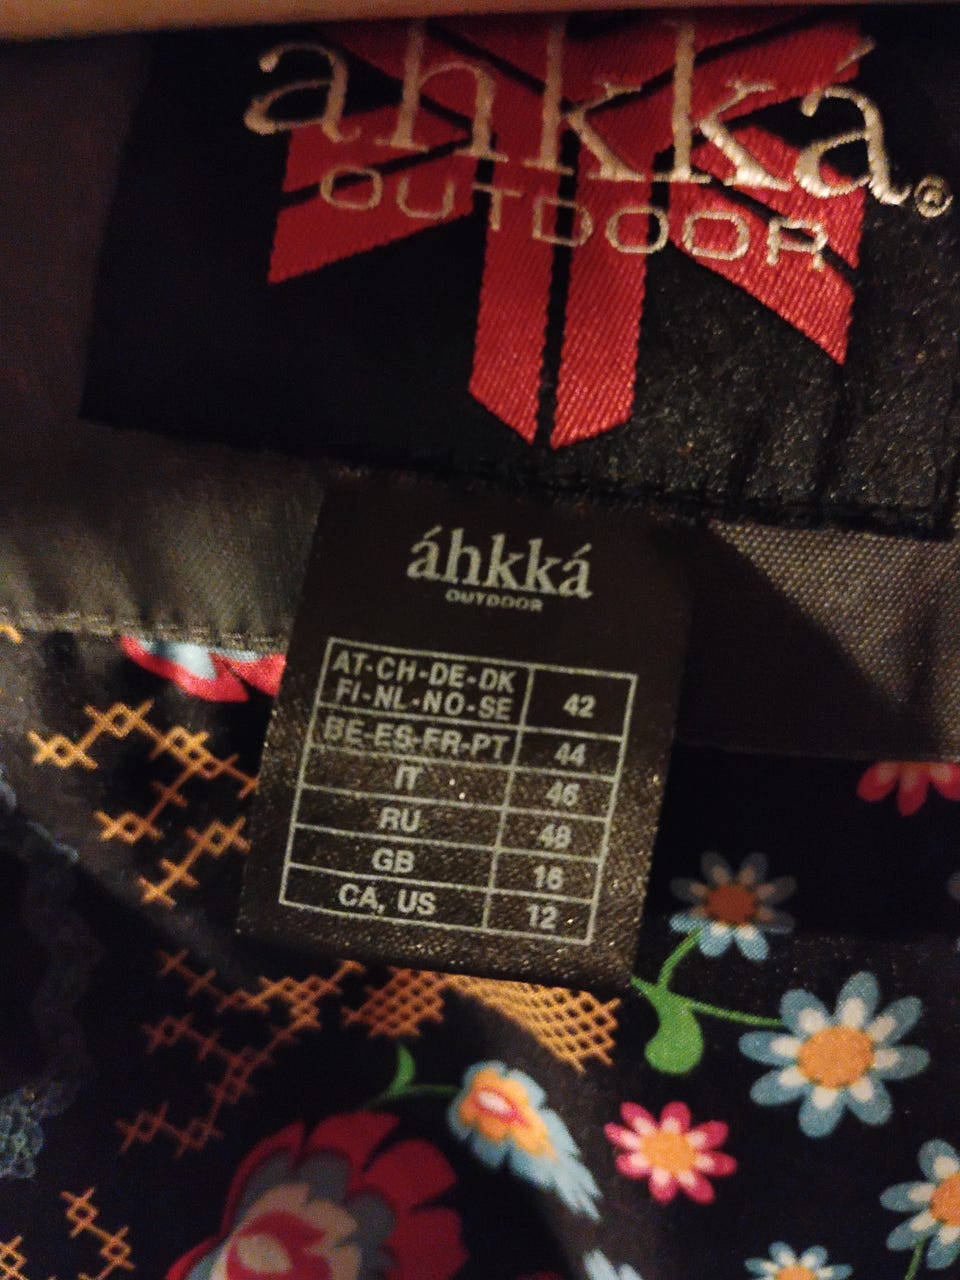 áhkká®
OUTDOOR
áhkká
OUTDOOR
AT-CH-DE-DK
FI-NL-NO-SE 42
BE-ES-FR-PT 44
IT 46
RU 48
GB 16
CA, US 12